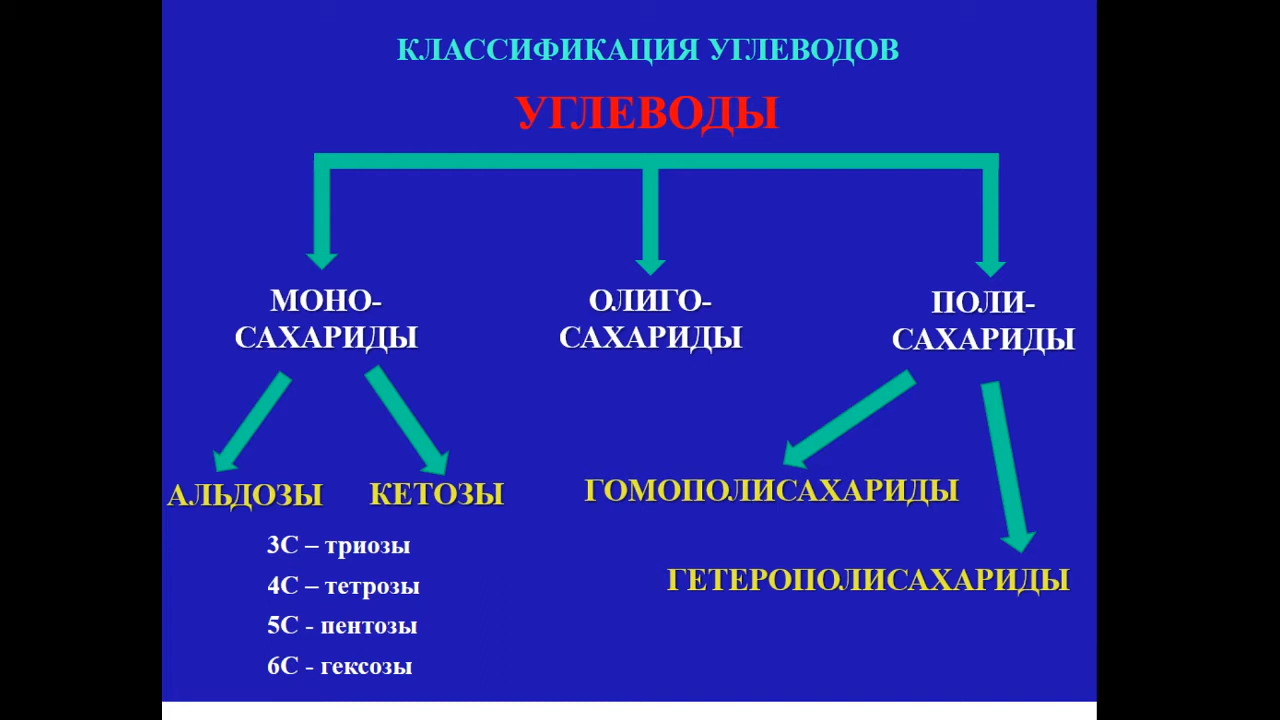 КЛАССИФИКАЦИЯ УГЛЕВОДОВ
УГЛЕВОДЫ
МОНО-
САХАРИДЫ
ОЛИГО-
САХАРИДЫ
ПОЛИ-
САХАРИДЫ
АЛЬДОЗЫ
КЕТОЗЫ
ГОМОПОЛИСАХАРИДЫ
3С – триозы
4С – тетрозы
5С - пентозы
6С - гексозы
ГЕТЕРОПОЛИСАХАРИДЫ